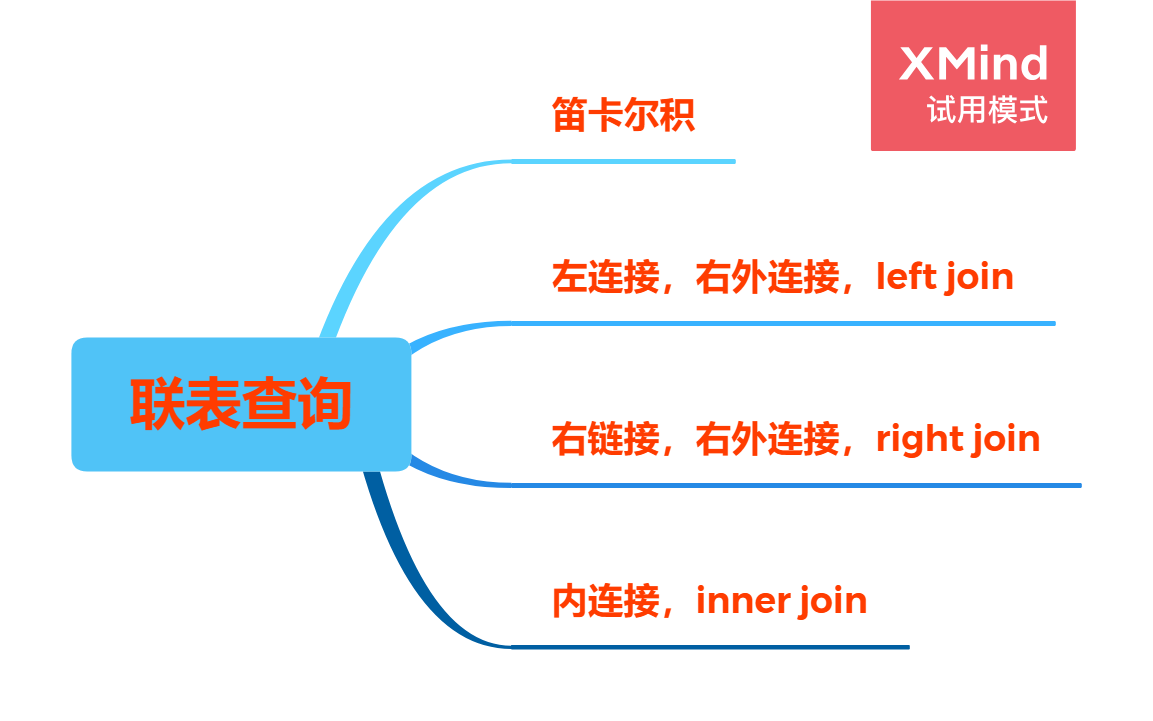 XMind
试用模式
笛卡尔积
左连接，右外连接，left join
联表查询
右链接，右外连接，right join
内连接，inner join